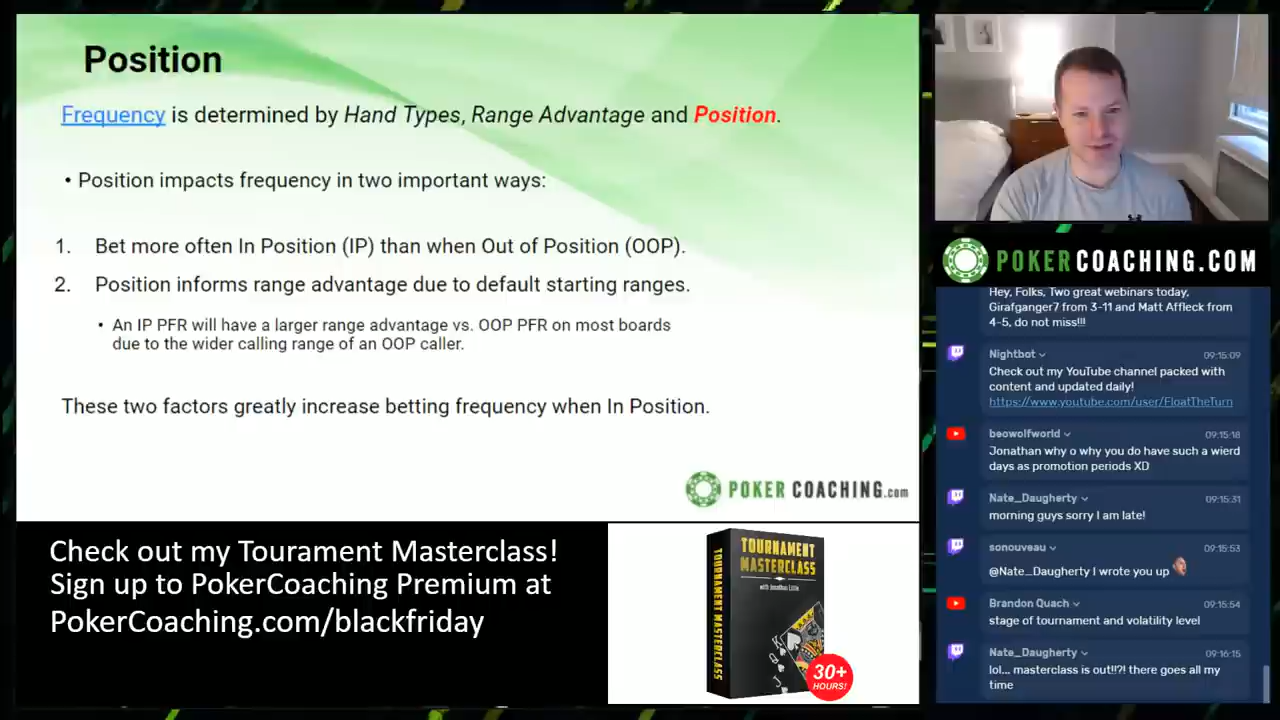 Position
Frequency is determined by Hand Types, Range Advantage and Position.
• Position impacts frequency in two important ways:
1. Bet more often In Position (IP) than when Out of Position (OOP).
2. Position informs range advantage due to default starting ranges.
• An IP PFR will have a larger range advantage vs. OOP PFR on most boards
due to the wider calling range of an OOP caller.
These two factors greatly increase betting frequency when In Position.
POKER COACHING.com
Check out my Tourament Masterclass!
Sign up to PokerCoaching Premium at
PokerCoaching.com/blackfriday
TOURNAMENT MASTERCLASS
TOURNAMENT
MASTERCLASS
with Jonathan Little
K
Q
J
30+
HOURS!
POKERCOACHING.COM
Hey, Folks, Two great webinars today,
Girafganger7 from 3-11 and Matt Affleck from
4-5, do not miss!!!
Nightbot 09:15:09
Check out my YouTube channel packed with
content and updated daily!
https://www.youtube.com/user/FloatTheTurn
beowolfworld 09:15:18
Jonathan why o why you do have such a wierd
days as promotion periods XD
Nate_Daugherty 09:15:31
morning guys sorry I am late!
sonouveau 09:15:53
@Nate_Daugherty I wrote you up
Brandon Quach 09:15:54
stage of tournament and volatility level
Nate_Daugherty 09:16:15
lol... masterclass is out!!?! there goes all my
time